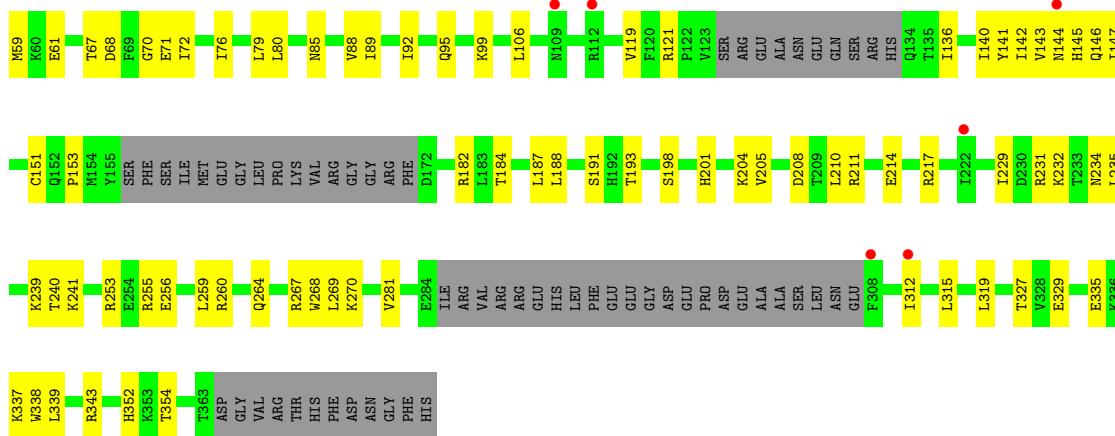 M59 K60 E61 T67 D68 F69 G70 E71 I72 I76 L79 L80 N85 V88 I89 I92 Q95 K99 L106 N109 R112 V119 F120 R121 P122 V123 SER ARG GLU ALA ASN GLU GLN SER ARG HIS Q134 T135 I136 I140 Y141 I142 V143 N144 H145 Q146
C151 Q152 P153 M154 Y155 SER PHE SER ILE MET GLU GLY LEU PRO LYS VAL ARG GLY GLY ARG PHE D172 R182 L183 T184 L187 L188 S191 H192 T193 S198 H201 K204 V205 D208 T209 L210 R211 E214 R217 I222 I229 D230 R231 K232 T233 N234
K239 T240 K241 R253 E254 R255 E256 L259 R260 Q264 R267 W268 L269 K270 V281 E284 ILE ARG VAL ARG ARG GLU HIS LEU PHE GLU GLU GLY ASP GLU PRO ASP GLU ALA ALA SER LEU ASN GLU F308 I312 L315 L319 T327 V328 E329 E335
K337 W338 L339 R343 H352 K353 T354 T363 ASP GLY VAL ARG THR HIS PHE ASP ASN GLY PHE HIS